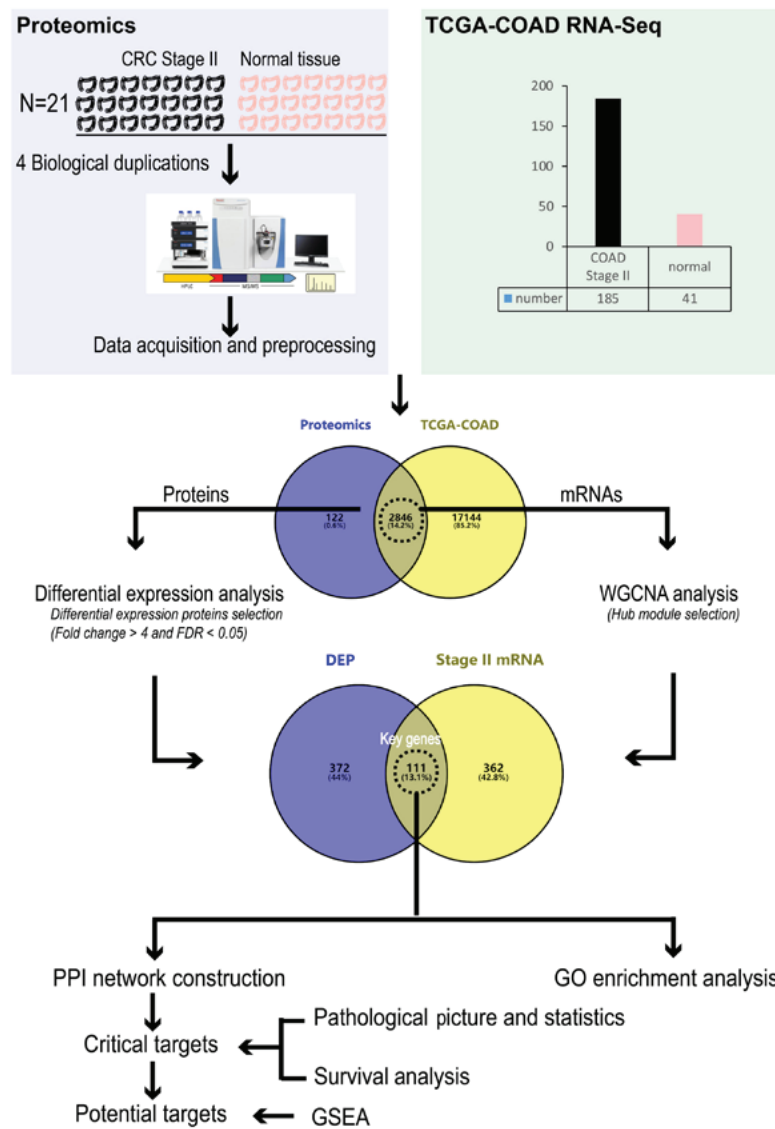 Proteomics
CRC Stage II
Normal tissue
N=21
4 Biological duplications
HPLC
MS/MS
Data acquisition and preprocessing
TCGA-COAD RNA-Seq
200
150
100
50
0
COAD
Stage II
normal
number
185
41
Proteomics
TCGA-COAD
Proteins
mRNAs
122
(0.6%)
2846
(14.2%)
17144
(85.2%)
Differential expression analysis
Differential expression proteins selection
(Fold change > 4 and FDR < 0.05)
WGCNA analysis
(Hub module selection)
DEP
Stage II mRNA
Key genes
372
(44%)
111
(13.1%)
362
(42.8%)
PPI network construction
GO enrichment analysis
Pathological picture and statistics
Critical targets
Survival analysis
Potential targets
GSEA